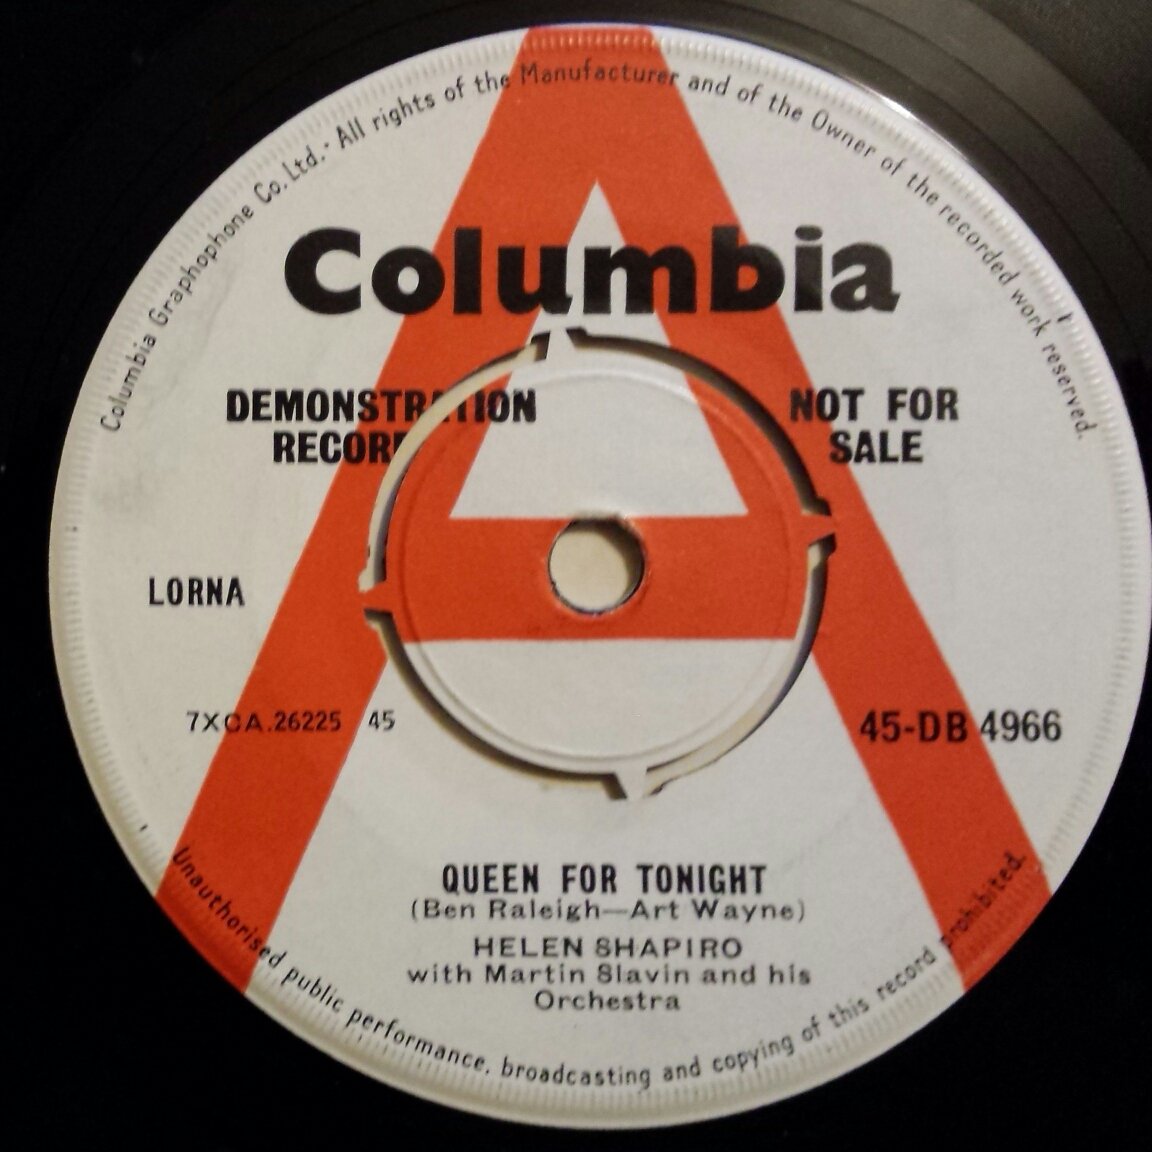 Columbia Graphophone Co. Ltd. · All rights of the Manufacturer and of the Owner of the recorded work reserved.
Columbia
DEMONSTRATION
RECORD
NOT FOR
SALE
LORNA
7XCA.26225 45
45-DB 4966
QUEEN FOR TONIGHT
(Ben Raleigh—Art Wayne)
HELEN SHAPIRO
with Martin Slavin and his
Orchestra
Unauthorised public performance, broadcasting and copying of this record prohibited.